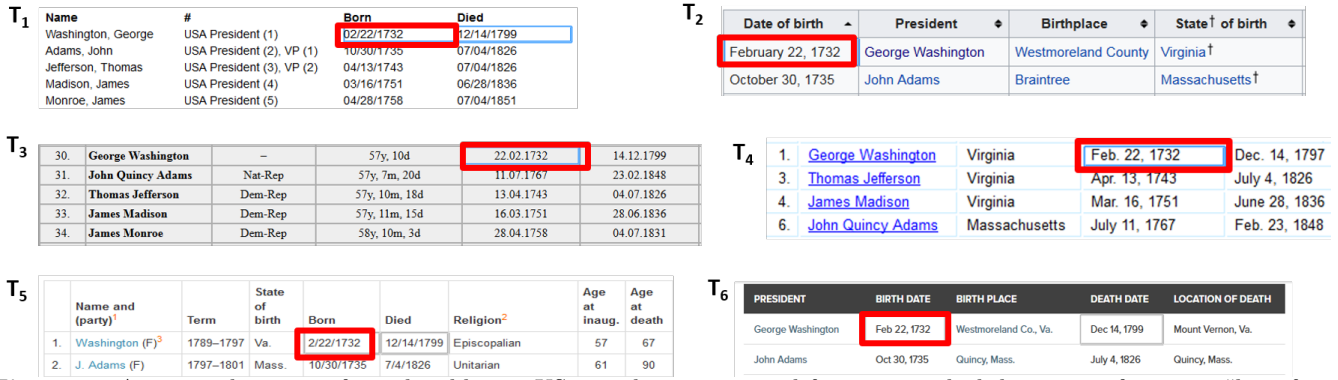 T1
Name # Born Died
Washington, George USA President (1) 02/22/1732 12/14/1799
Adams, John USA President (2), VP (1) 10/30/1735 07/04/1826
Jefferson, Thomas USA President (3), VP (2) 04/13/1743 07/04/1826
Madison, James USA President (4) 03/16/1751 06/28/1836
Monroe, James USA President (5) 04/28/1758 07/04/1851
T2
Date of birth President Birthplace State† of birth
February 22, 1732 George Washington Westmoreland County Virginia†
October 30, 1735 John Adams Braintree Massachusetts†
T3
30. George Washington – 57y, 10d 22.02.1732 14.12.1799
31. John Quincy Adams Nat-Rep 57y, 7m, 20d 11.07.1767 23.02.1848
32. Thomas Jefferson Dem-Rep 57y, 10m, 18d 13.04.1743 04.07.1826
33. James Madison Dem-Rep 57y, 11m, 15d 16.03.1751 28.06.1836
34. James Monroe Dem-Rep 58y, 10m, 3d 28.04.1758 04.07.1831
T4
1. George Washington Virginia Feb. 22, 1732 Dec. 14, 1797
3. Thomas Jefferson Virginia Apr. 13, 1743 July 4, 1826
4. James Madison Virginia Mar. 16, 1751 June 28, 1836
6. John Quincy Adams Massachusetts July 11, 1767 Feb. 23, 1848
T5
Name and (party)1 Term State of birth Born Died Religion2 Age at inaug. Age at death
1. Washington (F)3 1789–1797 Va. 2/22/1732 12/14/1799 Episcopalian 57 67
2. J. Adams (F) 1797–1801 Mass. 10/30/1735 7/4/1826 Unitarian 61 90
T6
PRESIDENT BIRTH DATE BIRTH PLACE DEATH DATE LOCATION OF DEATH
George Washington Feb 22, 1732 Westmoreland Co., Va. Dec 14, 1799 Mount Vernon, Va.
John Adams Oct 30, 1735 Quincy, Mass. July 4, 1826 Quincy, Mass.